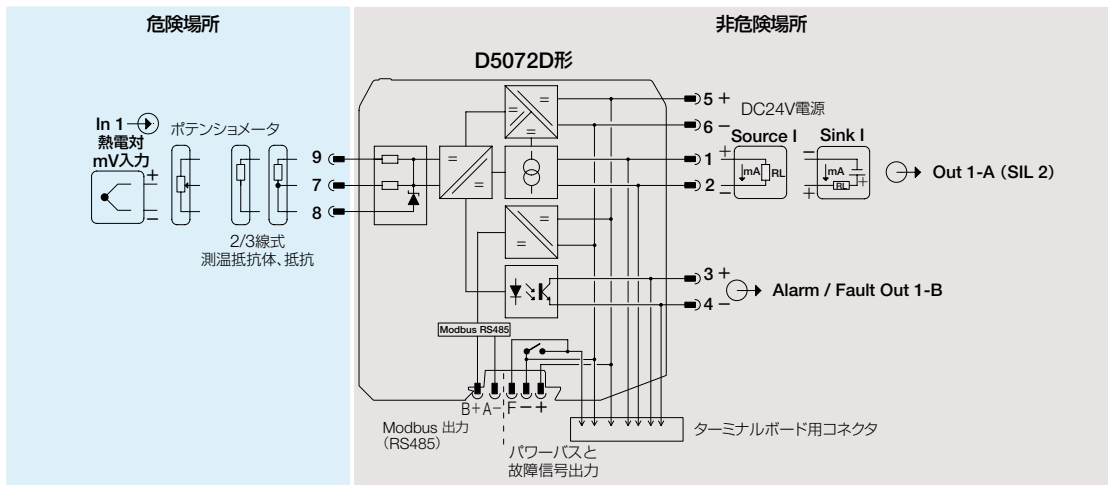 危険場所
非危険場所
D5072D形
In 1
熱電対
mV入力
+
−
ポテンショメータ
2/3線式
測温抵抗体、抵抗
9
7
8
5 +
6 −
DC24V電源
Source I
Sink I
1
2
+
−
mA
RL
−
+
mA
RL
+
Out 1-A (SIL 2)
3 +
4 −
Alarm / Fault Out 1-B
Modbus RS485
B+A− F − +
Modbus 出力
(RS485)
パワーバスと
故障信号出力
ターミナルボード用コネクタ